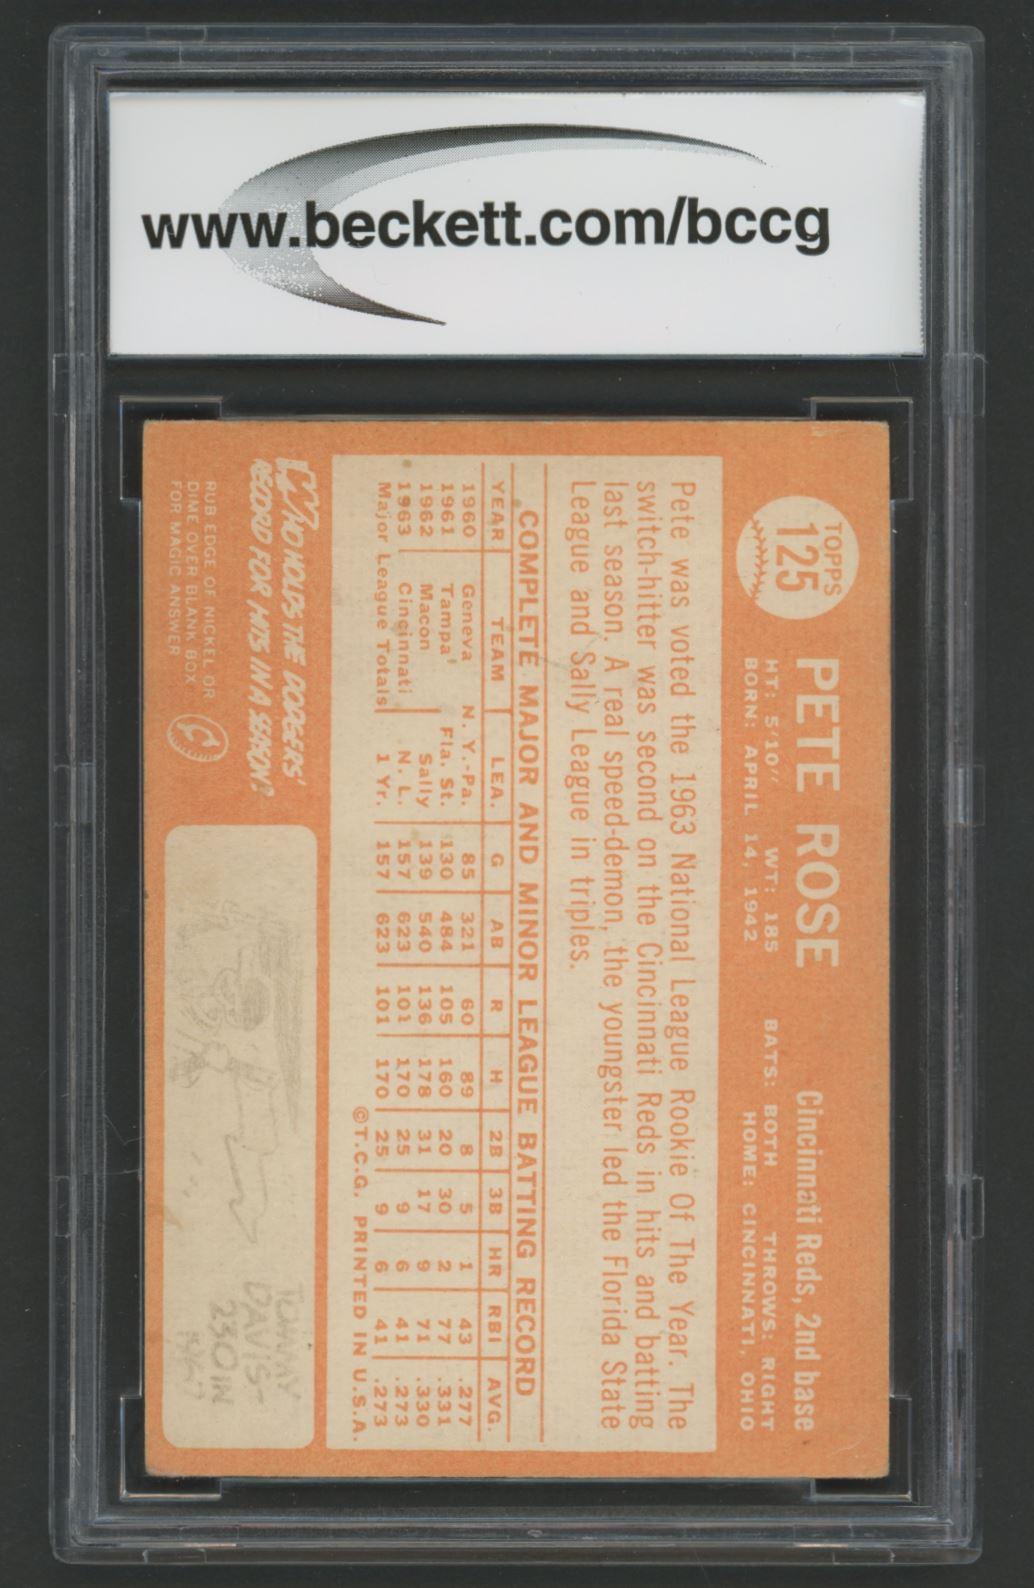 www.beckett.com/bccg
TOPPS
125
PETE ROSE
Cincinnati Reds, 2nd base
HT: 5'10" WT: 185 BATS: BOTH THROWS: RIGHT
BORN: APRIL 14, 1942 HOME: CINCINNATI, OHIO
Pete was voted the 1963 National League Rookie Of The Year. The
switch-hitter was second on the Cincinnati Reds in hits and batting
last season. A real speed-demon, the youngster led the Florida State
League and Sally League in triples.
COMPLETE MAJOR AND MINOR LEAGUE BATTING RECORD
YEAR TEAM LEA. G AB R H 2B 3B HR RBI AVG.
1960 Geneva N.Y.-Pa. 85 321 60 89 8 5 1 43 .277
1961 Tampa Fla. St. 130 484 105 160 20 30 2 77 .331
1962 Macon Sally 139 540 136 178 31 17 9 71 .330
1963 Cincinnati N. L. 157 623 101 170 25 9 6 41 .273
Major League Totals 1 Yr. 157 623 101 170 25 9 6 41 .273
©T.C.G. PRINTED IN U.S.A.
WHO HOLDS THE DODGERS'
RECORD FOR HITS IN A SEASON?
RUB EDGE OF NICKEL OR
DIME OVER BLANK BOX
FOR MAGIC ANSWER
TOMMY
DAVIS-
230 IN
1962